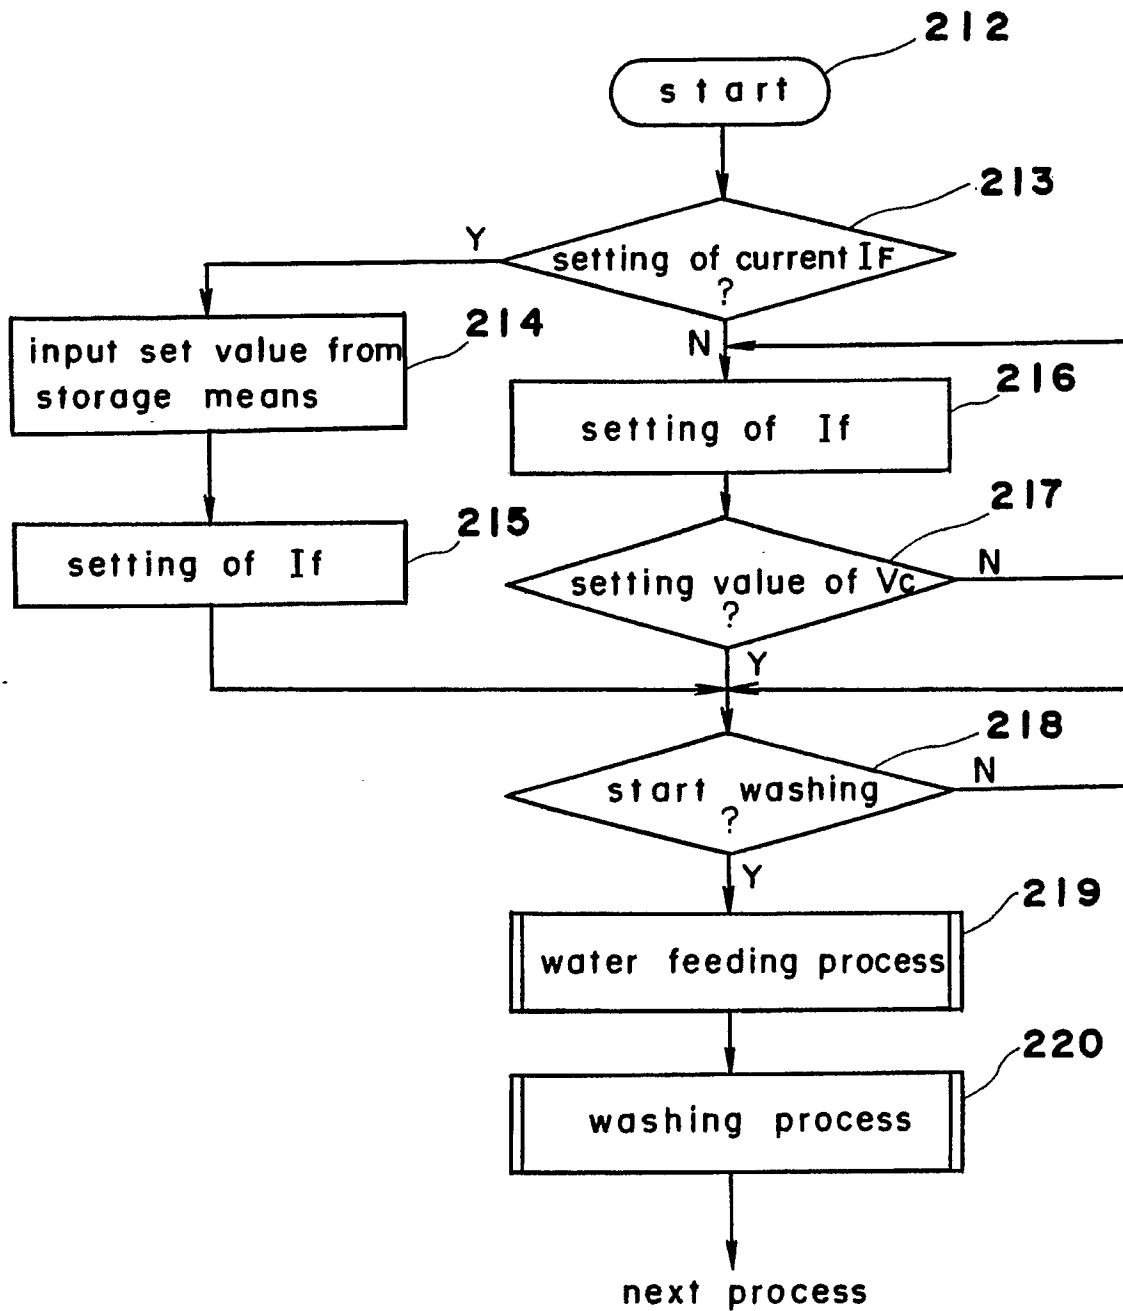 212
start
213
Y
setting of current IF
?
N
214
input set value from
storage means
216
setting of If
215
setting of If
217
setting value of Vc
?
N
Y
218
start washing
?
N
Y
219
water feeding process
220
washing process
next process